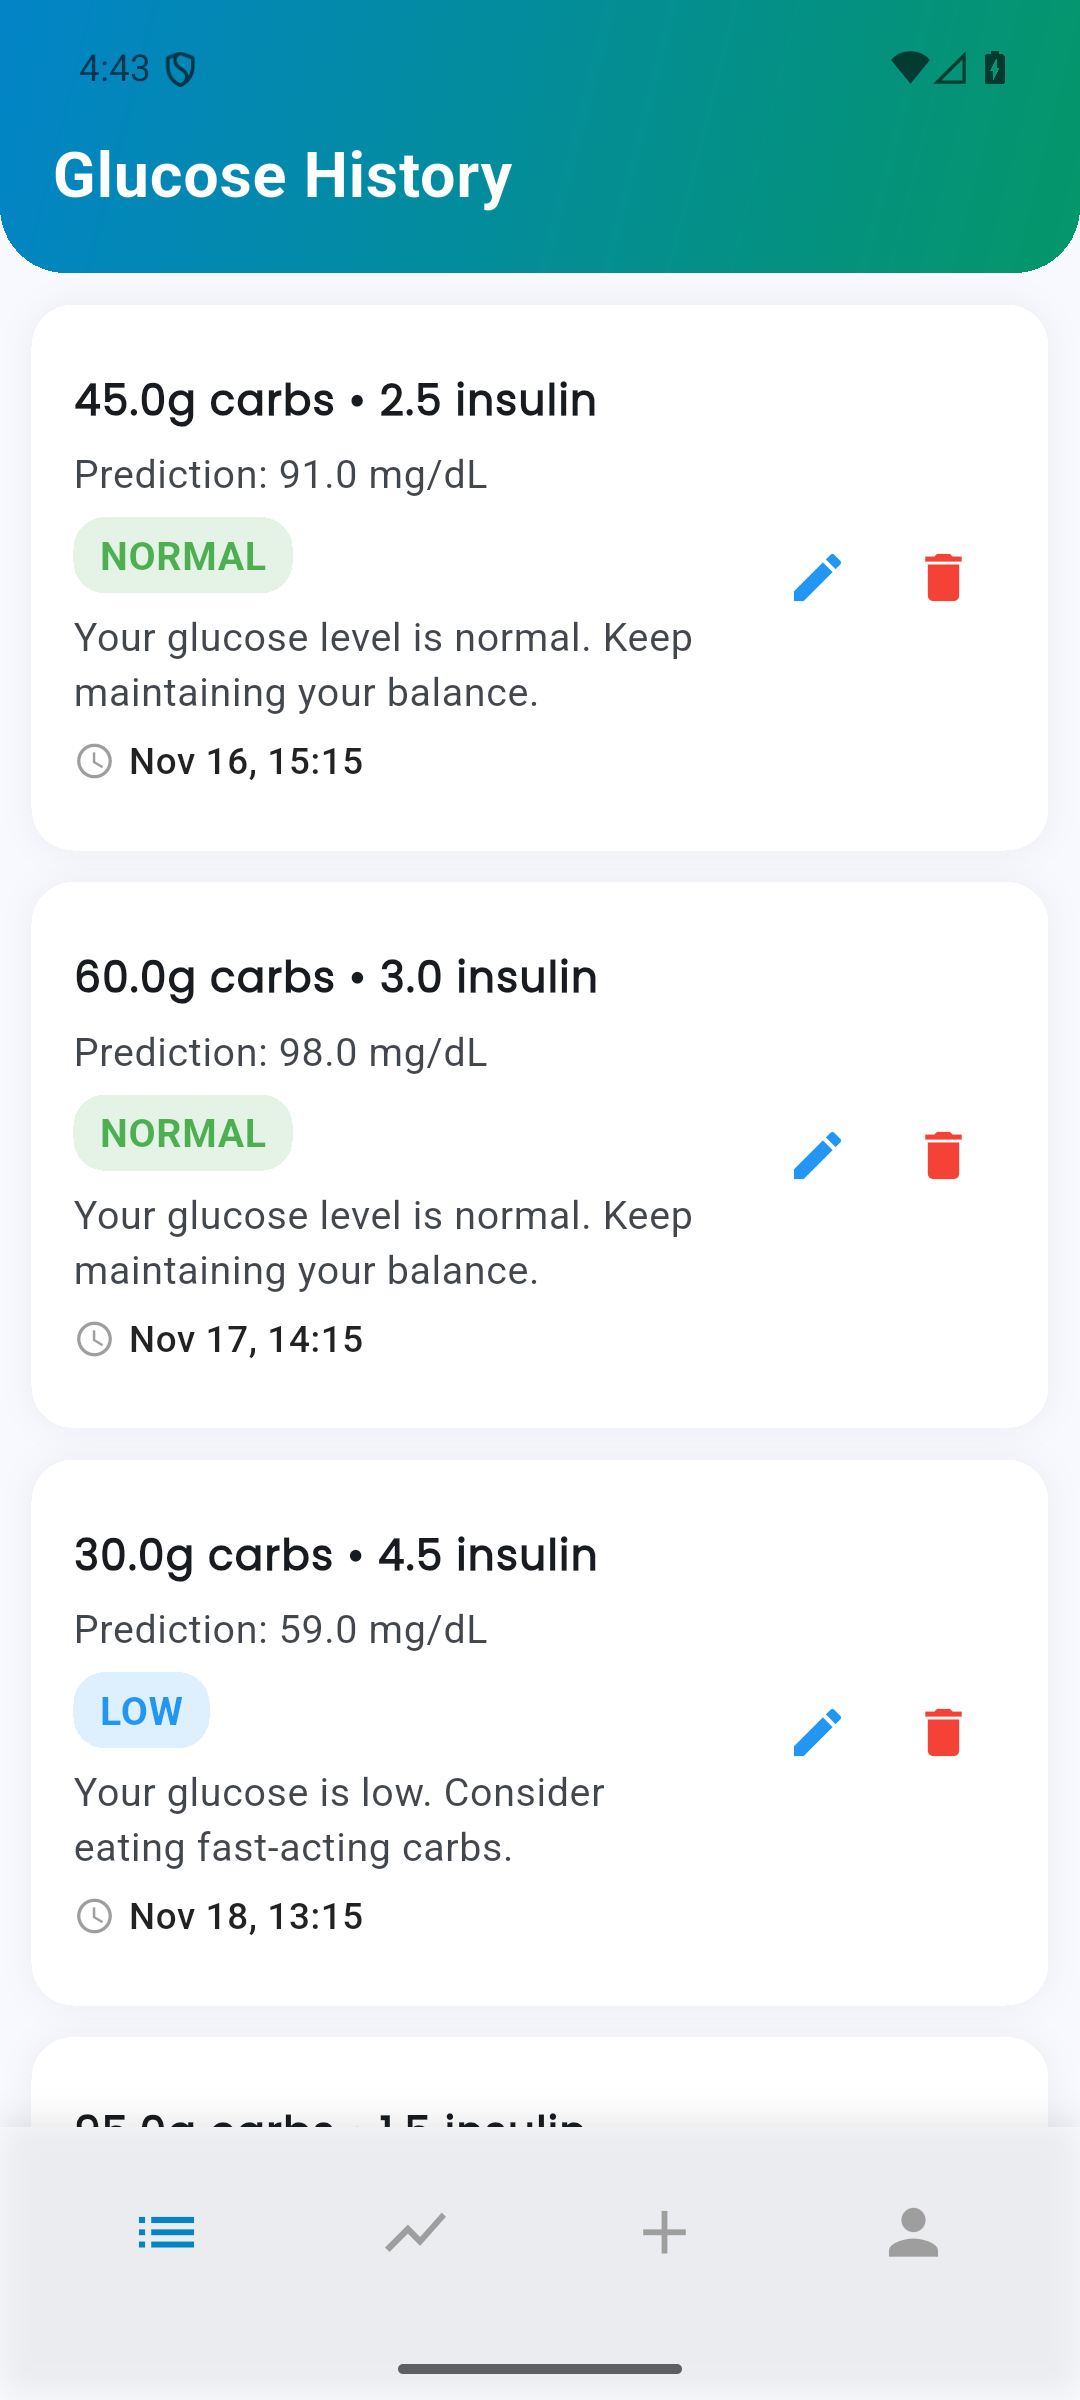 4:43
Glucose History
45.0g carbs • 2.5 insulin
Prediction: 91.0 mg/dL
NORMAL
Your glucose level is normal. Keep
maintaining your balance.
Nov 16, 15:15
60.0g carbs • 3.0 insulin
Prediction: 98.0 mg/dL
NORMAL
Your glucose level is normal. Keep
maintaining your balance.
Nov 17, 14:15
30.0g carbs • 4.5 insulin
Prediction: 59.0 mg/dL
LOW
Your glucose is low. Consider
eating fast-acting carbs.
Nov 18, 13:15
carbs • 1.5 insulin